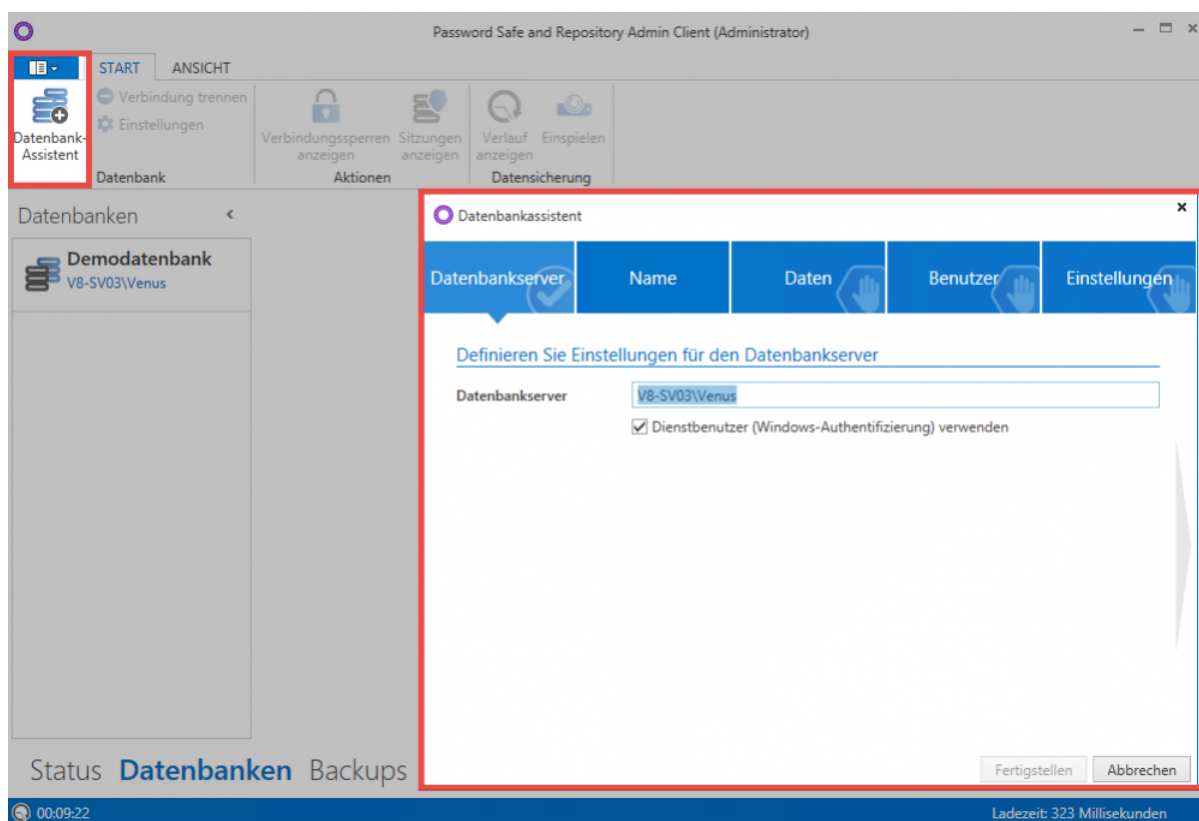 Password Safe and Repository Admin Client (Administrator)
START ANSICHT
Datenbank-
Assistent
Verbindung trennen
Einstellungen
Datenbank
Verbindungssperren
anzeigen
Sitzungen
anzeigen
Aktionen
Verlauf
anzeigen
Einspielen
Datensicherung
Datenbanken
Demodatenbank
V8-SV03\Venus
Datenbankassistent
Datenbankserver Name Daten Benutzer Einstellungen
Definieren Sie Einstellungen für den Datenbankserver
Datenbankserver V8-SV03\Venus
Dienstbenutzer (Windows-Authentifizierung) verwenden
Fertigstellen Abbrechen
Status Datenbanken Backups
00:09:22 Ladezeit: 323 Millisekunden